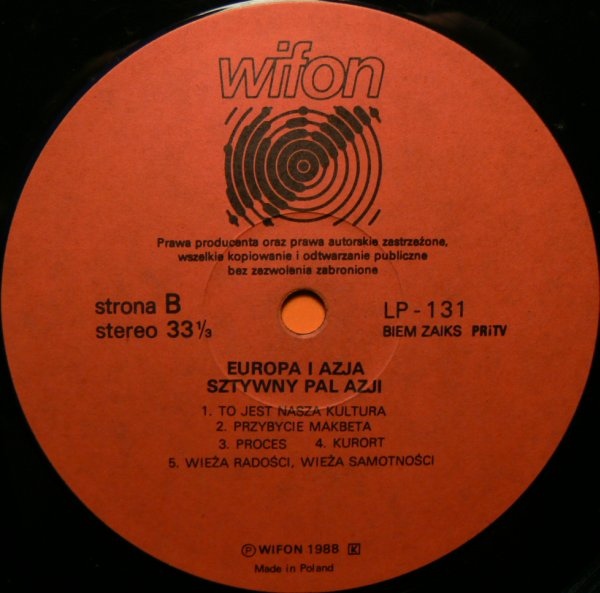 wifon
Prawa producenta oraz prawa autorskie zastrzeżone,
wszelkie kopiowanie i odtwarzanie publiczne
bez zezwolenia zabronione
strona B
stereo 33 1/3
LP - 131
BIEM ZAIKS PRiTV
EUROPA I AZJA
SZTYWNY PAL AZJI
1. TO JEST NASZA KULTURA
2. PRZYBYCIE MAKBETA
3. PROCES 4. KURORT
5. WIEŻA RADOŚCI, WIEŻA SAMOTNOŚCI
Ⓟ WIFON 1988 K
Made in Poland